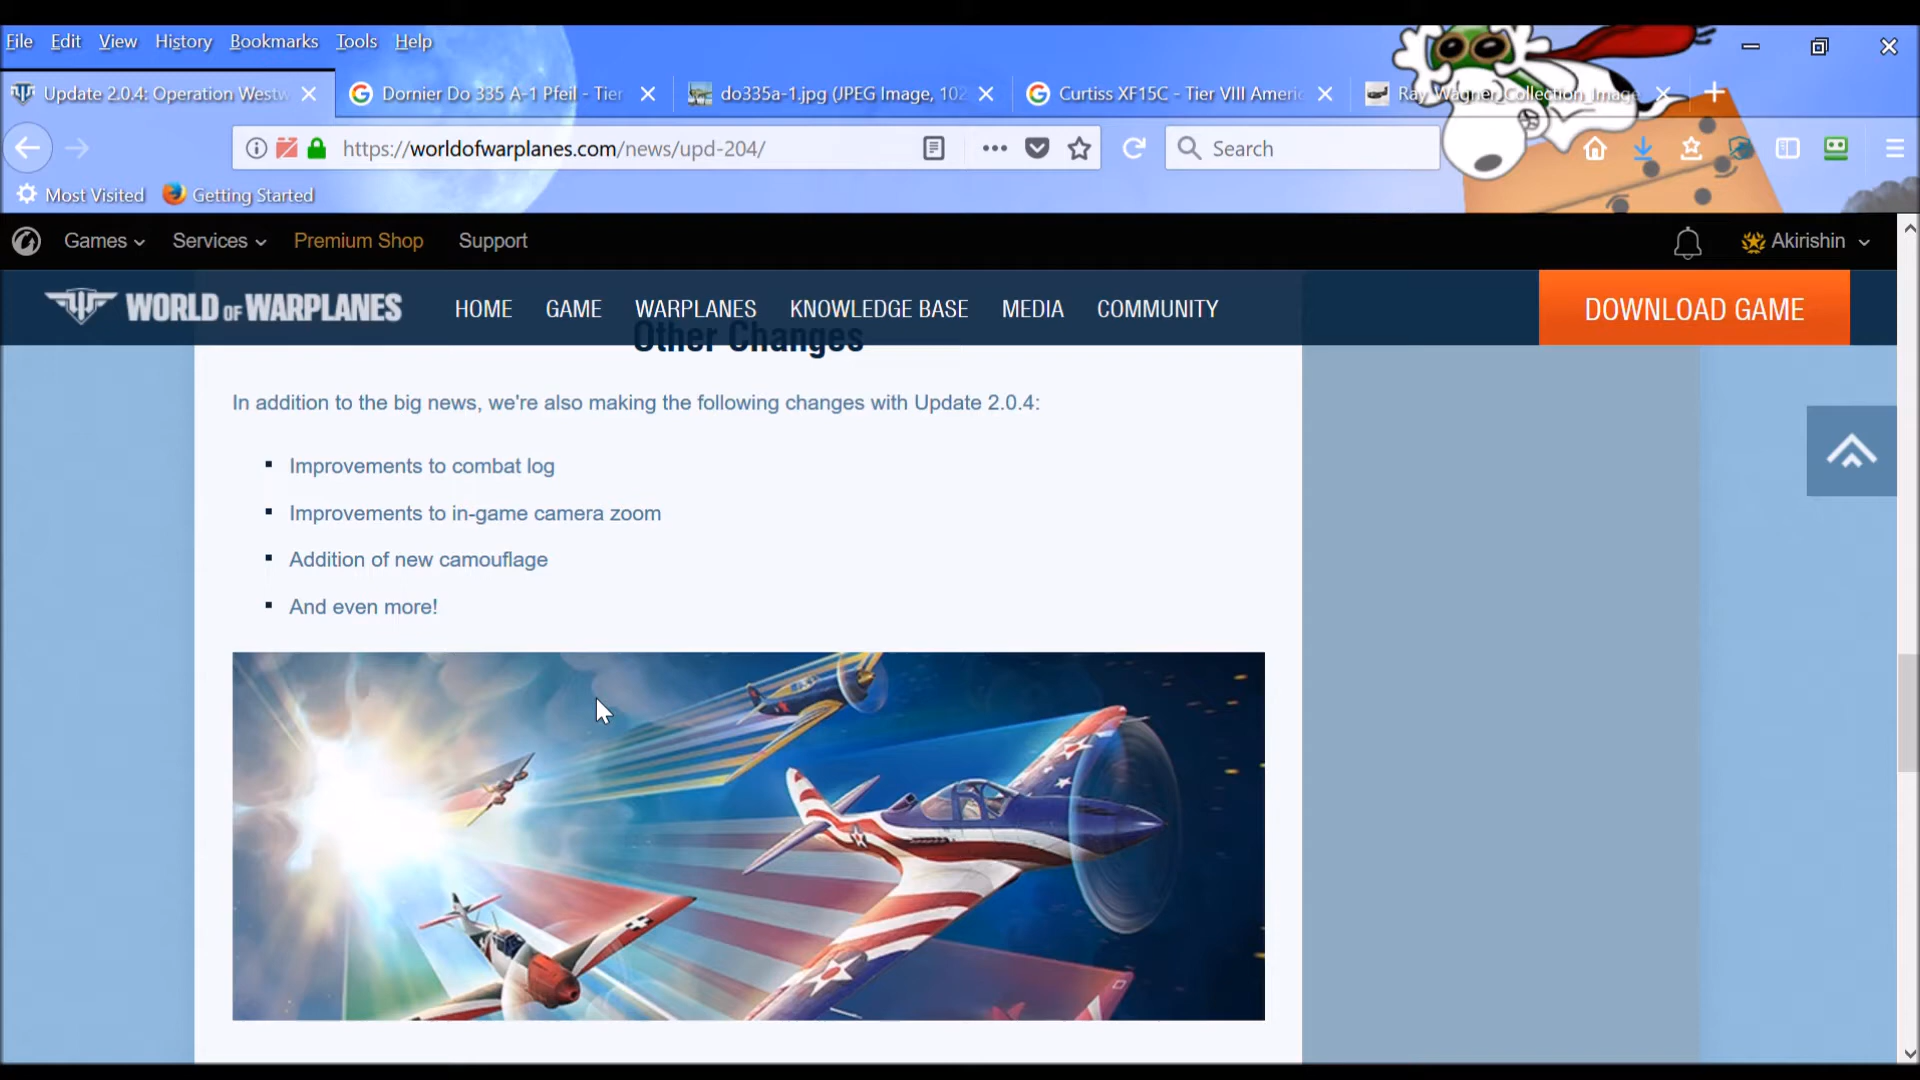 File Edit View History Bookmarks Tools Help
Update 2.0.4: Operation Westw
Dornier Do 335 A-1 Pfeil - Tier
do335a-1.jpg (JPEG Image, 102
Curtiss XF15C - Tier VIII Americ
Ray_Wagner_Collection_Image
https://worldofwarplanes.com/news/upd-204/
Search
Most Visited Getting Started
Games Services Premium Shop Support Akirishin
WORLD OF WARPLANES HOME GAME WARPLANES KNOWLEDGE BASE MEDIA COMMUNITY DOWNLOAD GAME
Other Changes
In addition to the big news, we're also making the following changes with Update 2.0.4:
Improvements to combat log
Improvements to in-game camera zoom
Addition of new camouflage
And even more!